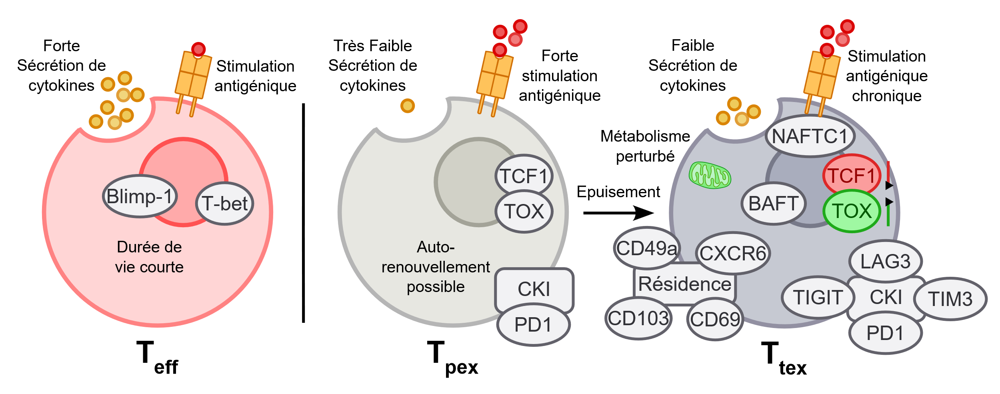 Forte
Sécrétion de
cytokines
Stimulation
antigénique
Blimp-1
T-bet
Durée de
vie courte
Teff
Très Faible
Sécrétion de
cytokines
Forte
stimulation
antigénique
TCF1
TOX
Auto-
renouvellement
possible
CKI
PD1
Tpex
Epuisement
Faible
Sécrétion de
cytokines
Stimulation
antigénique
chronique
Métabolisme
perturbé
NAFTC1
TCF1
BAFT
TOX
CD49a
CXCR6
Résidence
CD103
CD69
LAG3
TIGIT
CKI
TIM3
PD1
Ttex